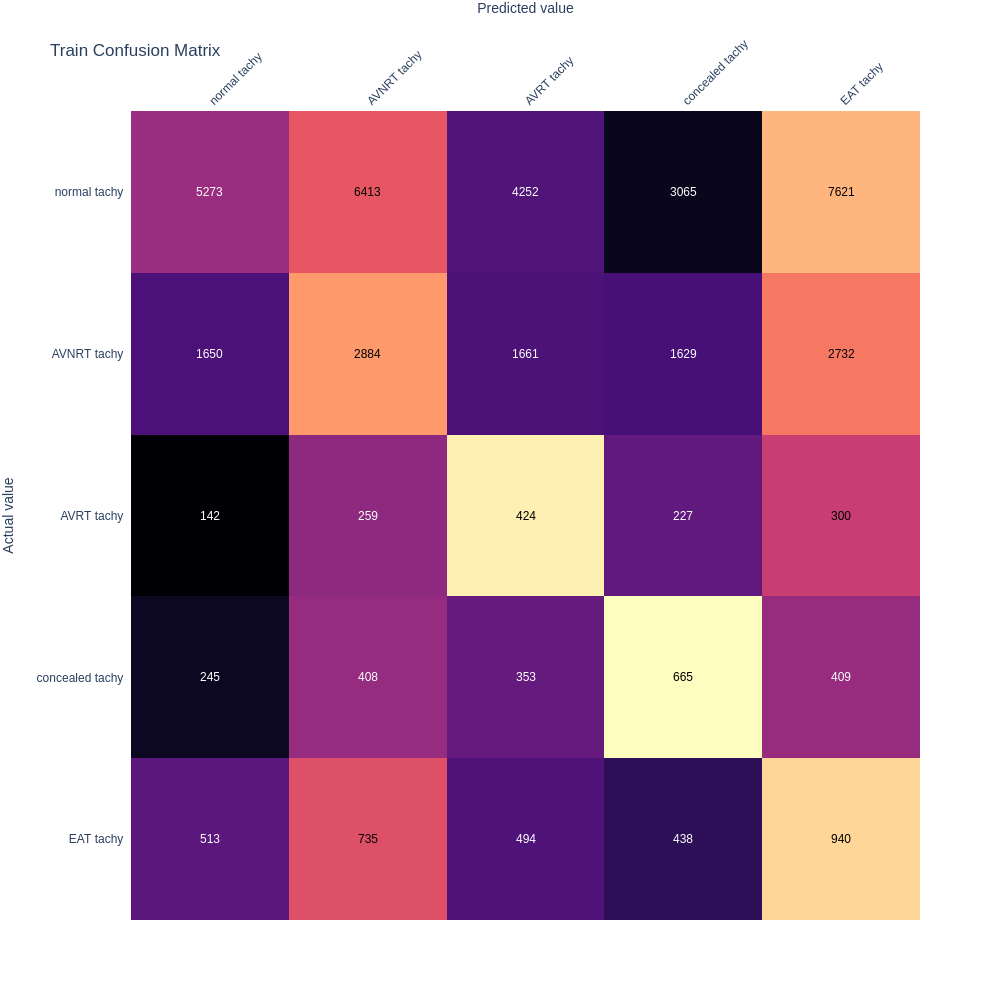 Predicted value
Train Confusion Matrix
normal tachy AVNRT tachy AVRT tachy concealed tachy EAT tachy
normal tachy 5273 6413 4252 3065 7621
AVNRT tachy 1650 2884 1661 1629 2732
Actual value
AVRT tachy 142 259 424 227 300
concealed tachy 245 408 353 665 409
EAT tachy 513 735 494 438 940